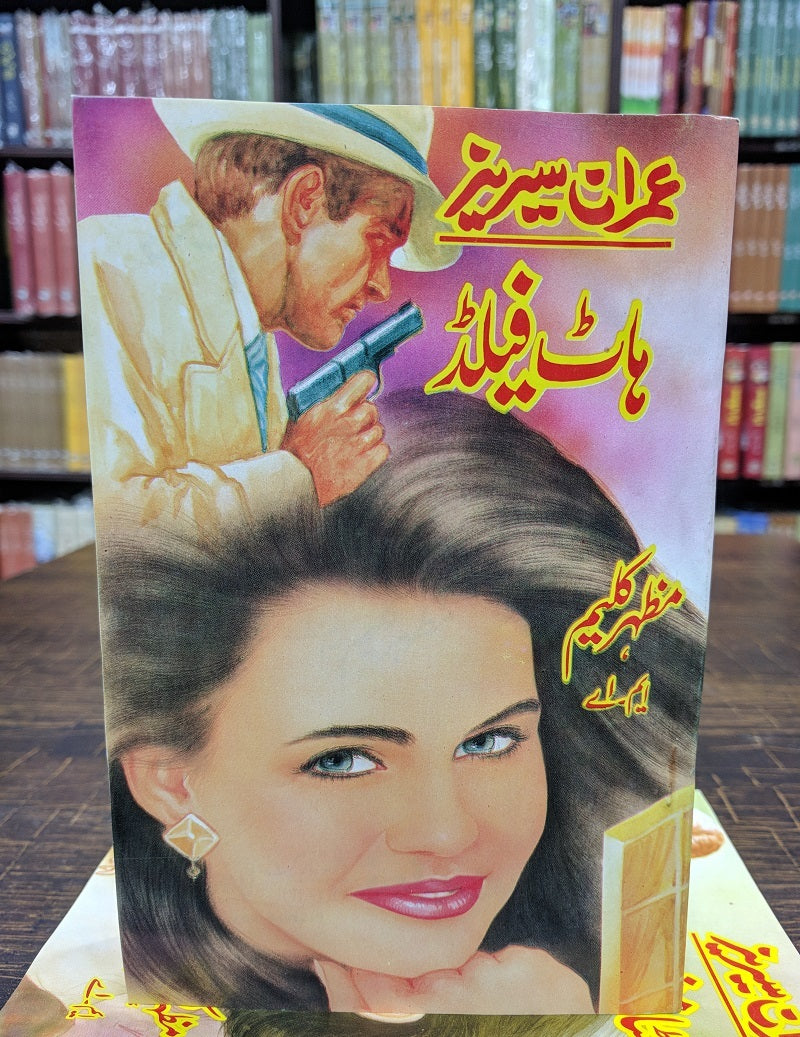 عمران سیریز
ہاٹ فیلڈ
مظہر کلیم
ایم اے